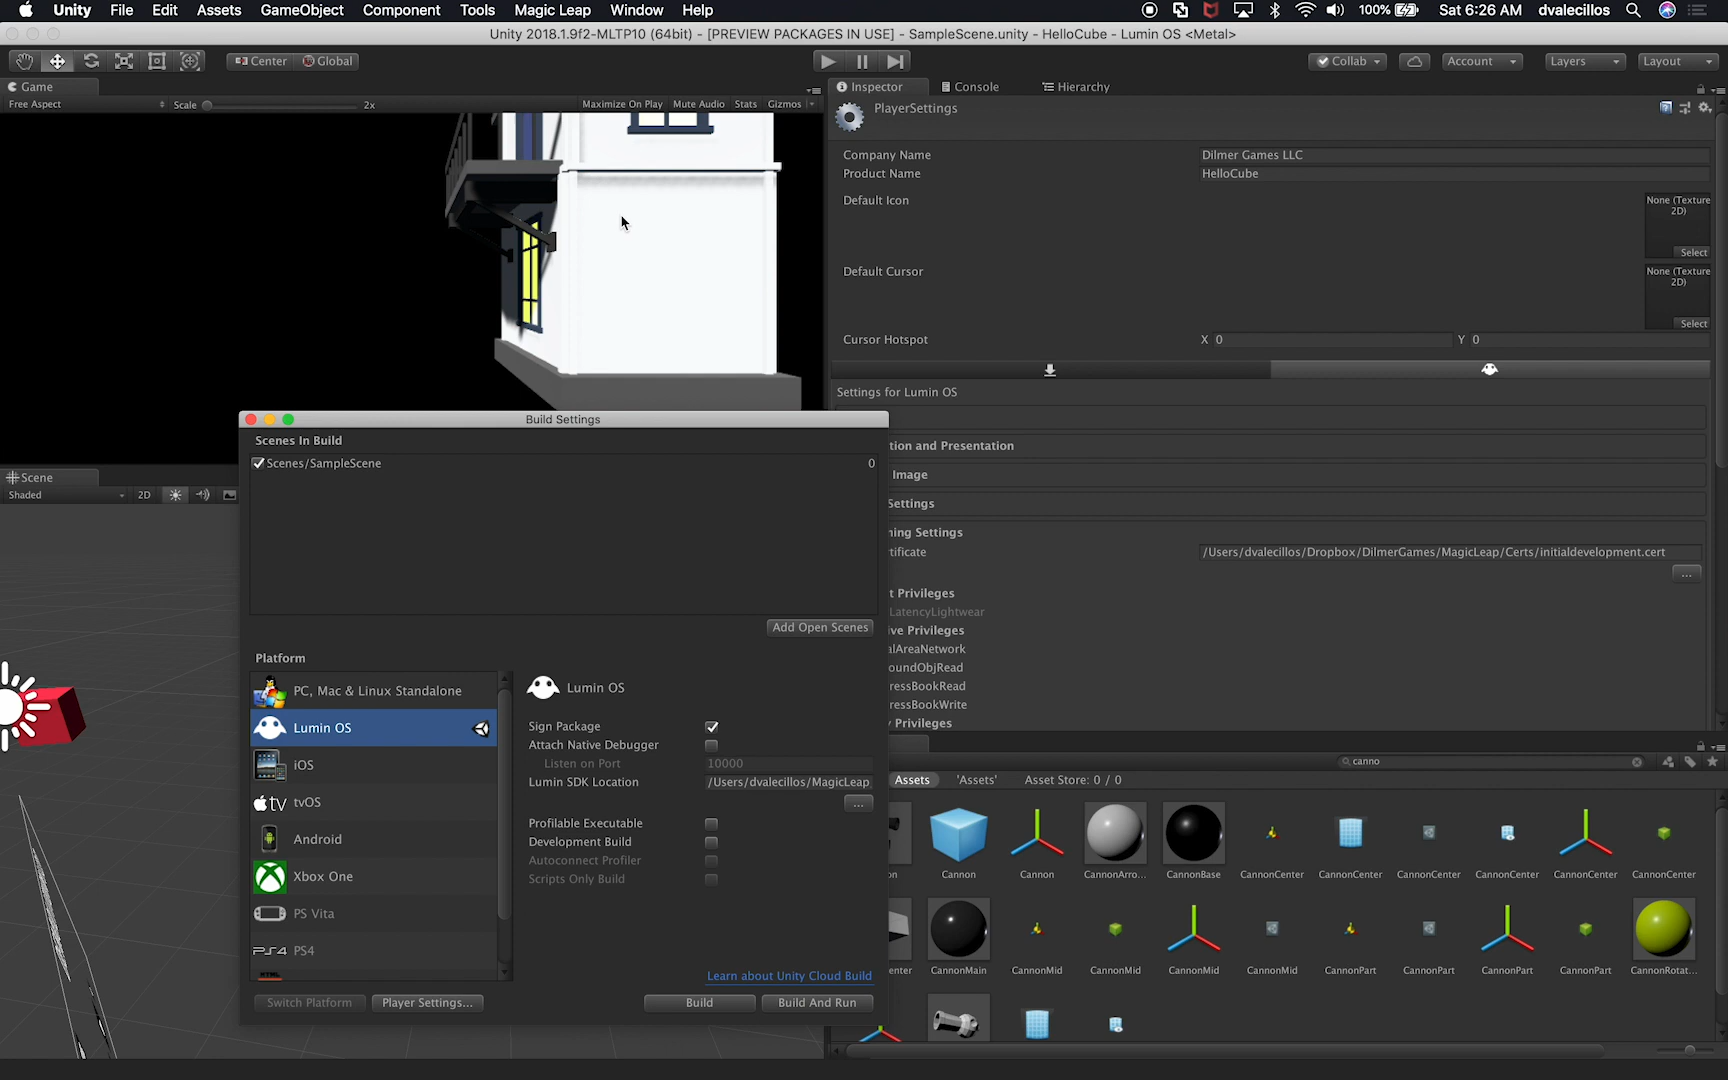 Unity File Edit Assets GameObject Component Tools Magic Leap Window Help 100% Sat 6:26 AM dvalecillos
Unity 2018.1.9f2-MLTP10 (64bit) - [PREVIEW PACKAGES IN USE] - SampleScene.unity - HelloCube - Lumin OS <Metal>
Center Global Collab Account Layers Layout
Game
Free Aspect Scale 2x Maximize On Play Mute Audio Stats Gizmos
Inspector Console Hierarchy
PlayerSettings
Company Name Dilmer Games LLC
Product Name HelloCube
Default Icon None (Texture
2D)
Select
Default Cursor None (Texture
2D)
Select
Cursor Hotspot X 0 Y 0
Settings for Lumin OS
tion and Presentation
Image
Settings
ning Settings
rtificate /Users/dvalecillos/Dropbox/DilmerGames/MagicLeap/Certs/initialdevelopment.cert
...
t Privileges
LatencyLightwear
ive Privileges
alAreaNetwork
oundObjRead
ressBookRead
ressBookWrite
y Privileges
Scene
Shaded 2D
Build Settings
Scenes In Build
Scenes/SampleScene 0
Add Open Scenes
Platform
PC, Mac & Linux Standalone
Lumin OS
iOS
tv tvOS
Android
Xbox One
PS Vita
PS4 PS4
Lumin OS
Sign Package
Attach Native Debugger
Listen on Port 10000
Lumin SDK Location /Users/dvalecillos/MagicLeap
...
Profilable Executable
Development Build
Autoconnect Profiler
Scripts Only Build
Learn about Unity Cloud Build
Switch Platform Player Settings... Build Build And Run
canno
Assets 'Assets' Asset Store: 0 / 0
on Cannon Cannon CannonArro... CannonBase CannonCenter CannonCenter CannonCenter CannonCenter CannonCenter CannonCenter
enter CannonMain CannonMid CannonMid CannonMid CannonMid CannonPart CannonPart CannonPart CannonPart CannonRotat...